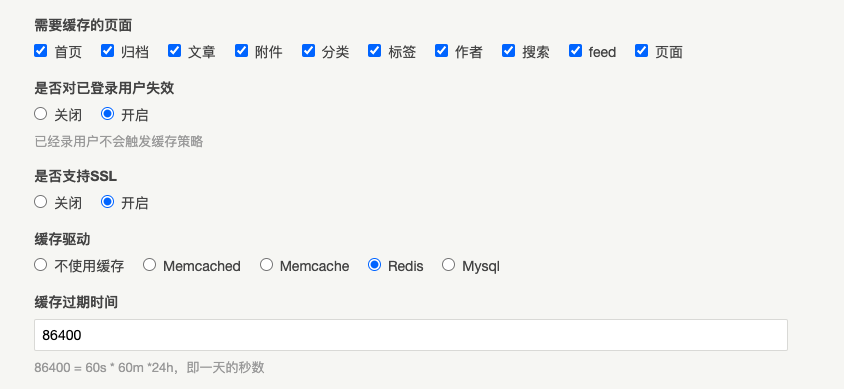 需要缓存的页面
首页 归档 文章 附件 分类 标签 作者 搜索 feed 页面
是否对已登录用户失效
关闭 开启
已经录用户不会触发缓存策略
是否支持SSL
关闭 开启
缓存驱动
不使用缓存 Memcached Memcache Redis Mysql
缓存过期时间
86400
86400 = 60s * 60m *24h，即一天的秒数